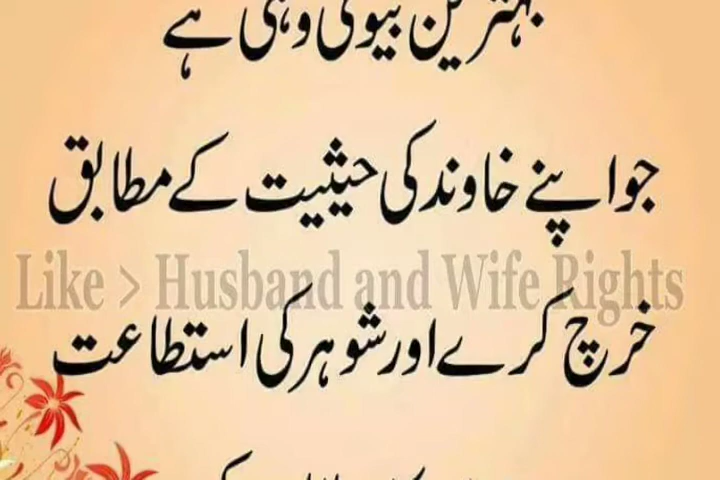 بہترین بیوی وہی ہے
جو اپنے خاوند کی حیثیت کے مطابق
Like > Husband and Wife Rights
خرچ کرے اور شوہر کی استطاعت